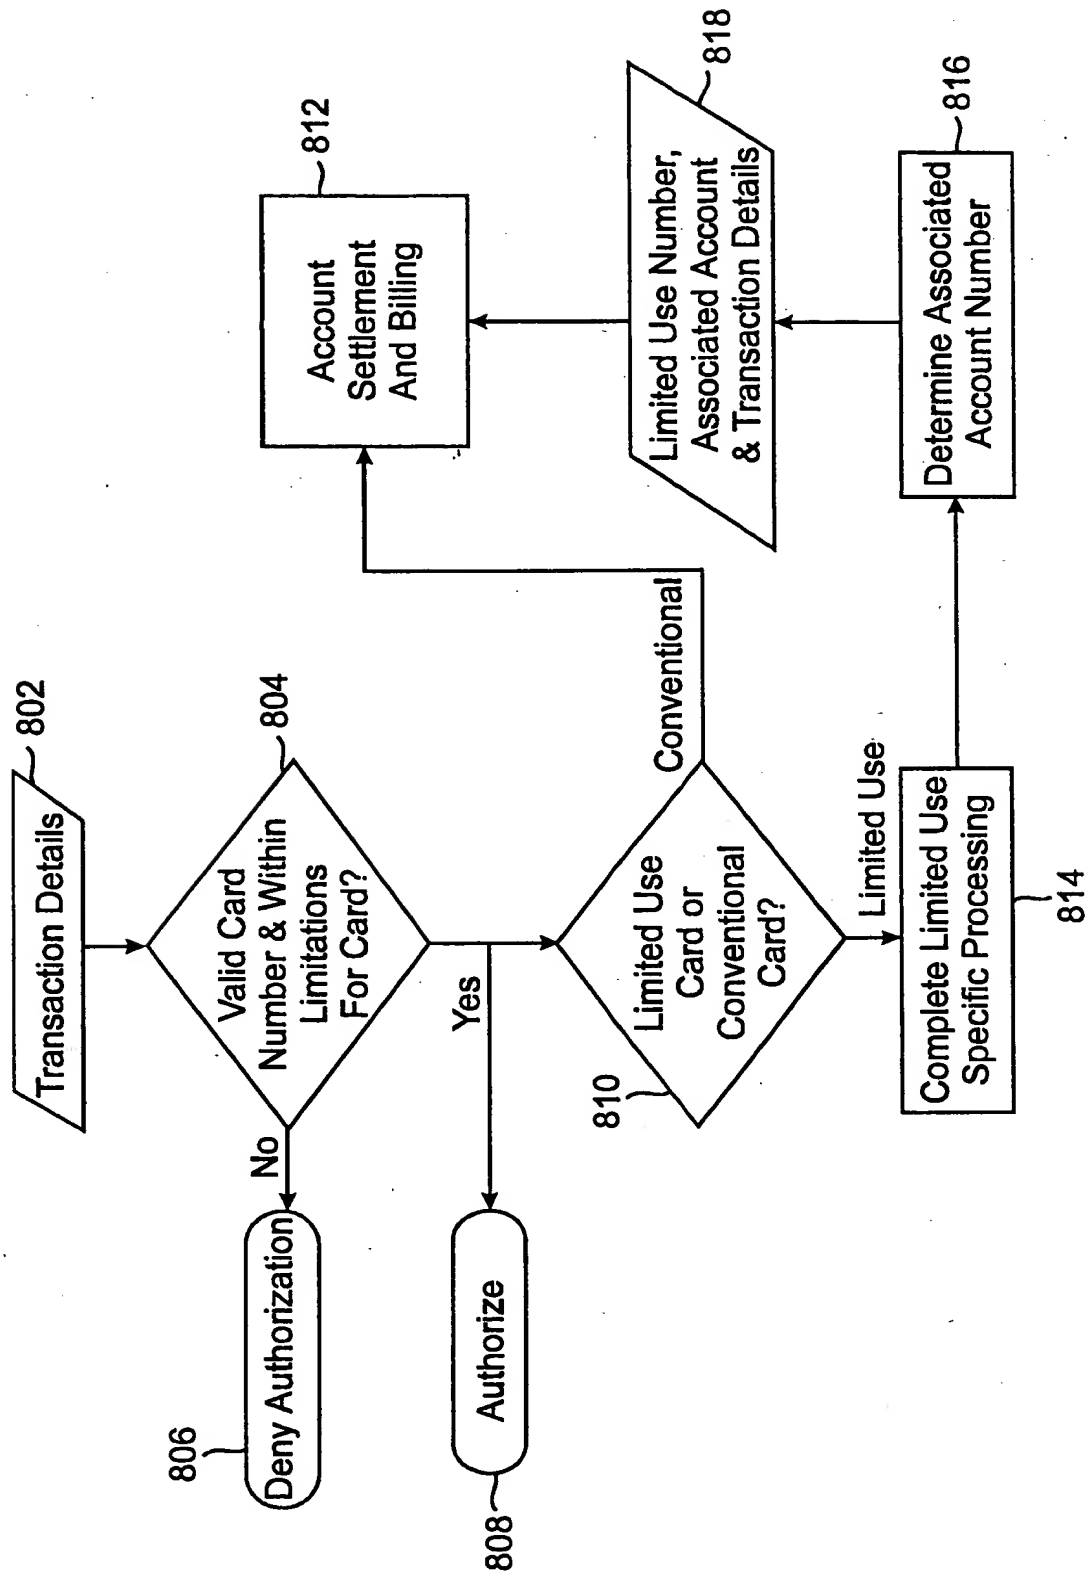 802
Transaction Details
804
Valid Card
Number & Within
Limitations
For Card?
No
806
Deny Authorization
Yes
808
Authorize
810
Limited Use
Card or
Conventional
Card?
Conventional
812
Account
Settlement
And Billing
Limited Use
814
Complete Limited Use
Specific Processing
816
Determine Associated
Account Number
818
Limited Use Number,
Associated Account
& Transaction Details